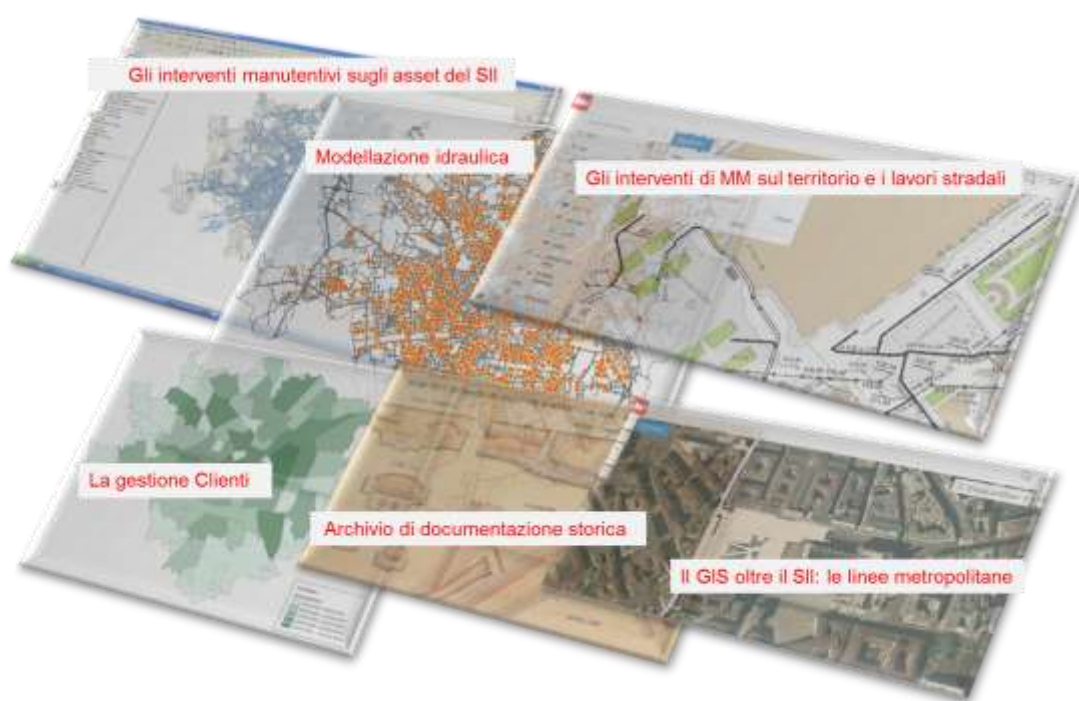 Gli interventi manutentivi sugli asset del SII
Modellazione idraulica
Gli interventi di MM sul territorio e i lavori stradali
La gestione Clienti
Archivio di documentazione storica
Il GIS oltre il SII: le linee metropolitane